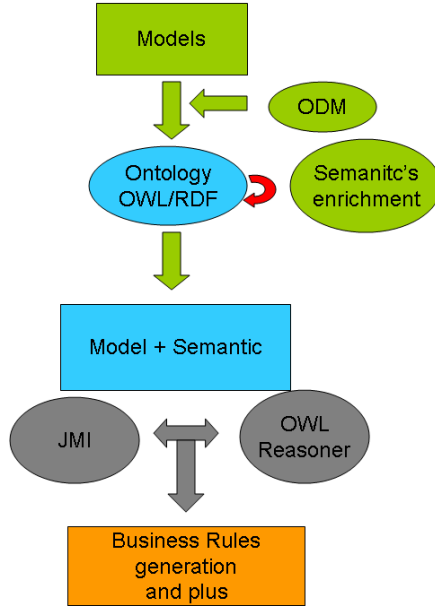 Models
ODM
Ontology
OWL/RDF
Semanitc's
enrichment
Model + Semantic
JMI
OWL
Reasoner
Business Rules
generation
and plus